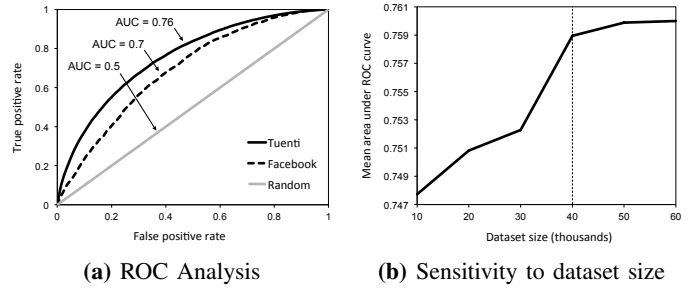 True positive rate
1
0.8
0.6
0.4
0.2
0
AUC = 0.76
AUC = 0.7
AUC = 0.5
Tuenti
Facebook
Random
0 0.2 0.4 0.6 0.8 1
False positive rate
(a) ROC Analysis
Mean area under ROC curve
0.761
0.759
0.757
0.755
0.753
0.751
0.749
0.747
10 20 30 40 50 60
Dataset size (thousands)
(b) Sensitivity to dataset size